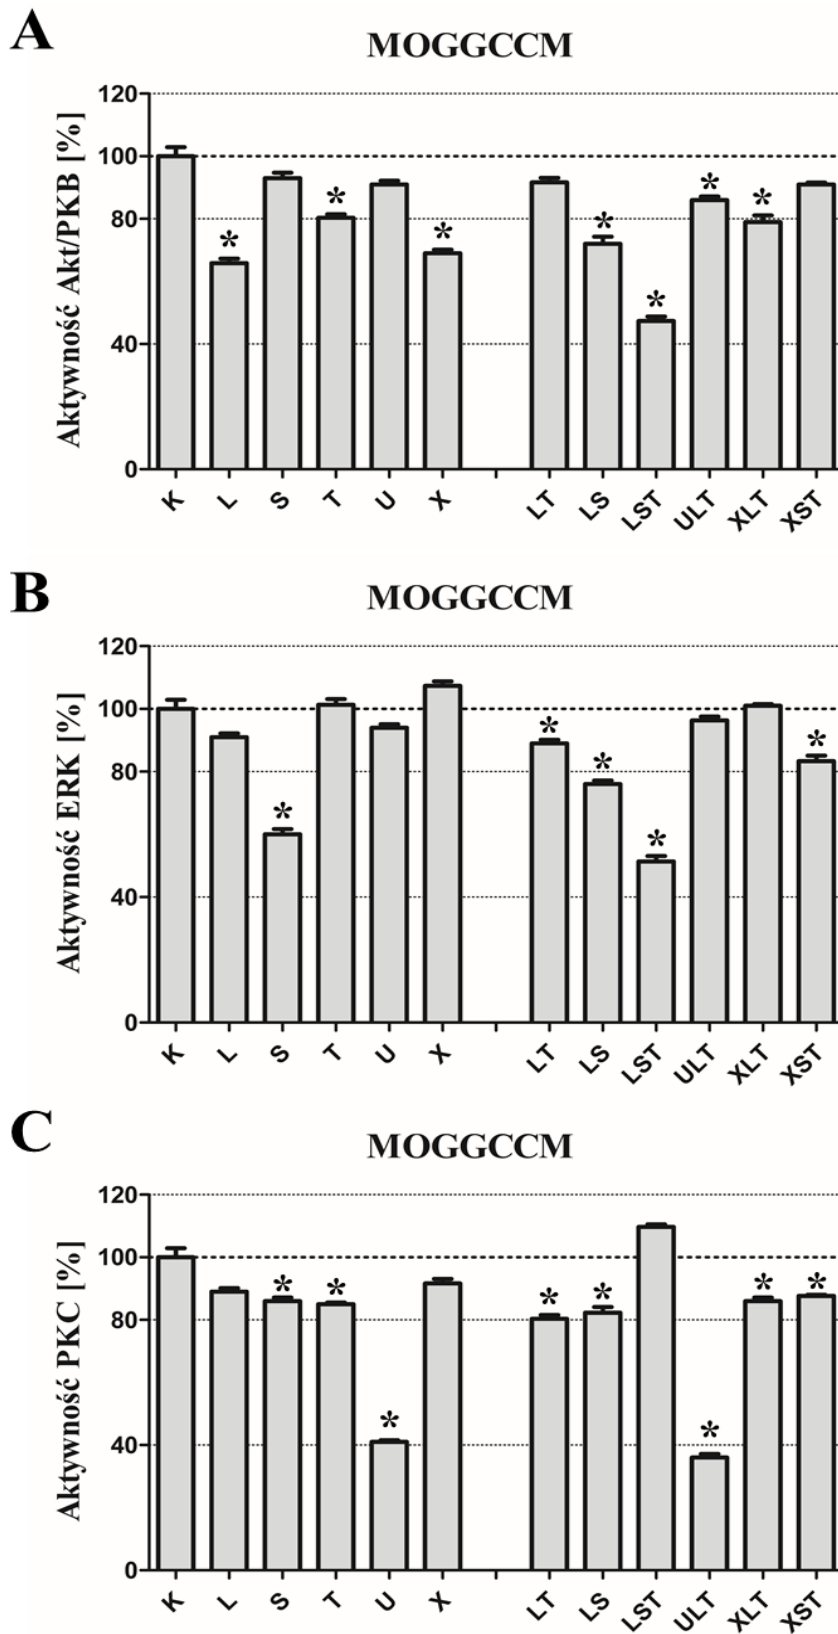 A
MOGGCCM
Aktywność Akt/PKB [%]
120
100
80
40
0
K L S T U X LT LS LST ULT XLT XST
* * * * * * *
B
MOGGCCM
Aktywność ERK [%]
120
100
80
40
0
K L S T U X LT LS LST ULT XLT XST
* * * * *
C
MOGGCCM
Aktywność PKC [%]
120
100
80
40
0
K L S T U X LT LS LST ULT XLT XST
* * * * * * * *